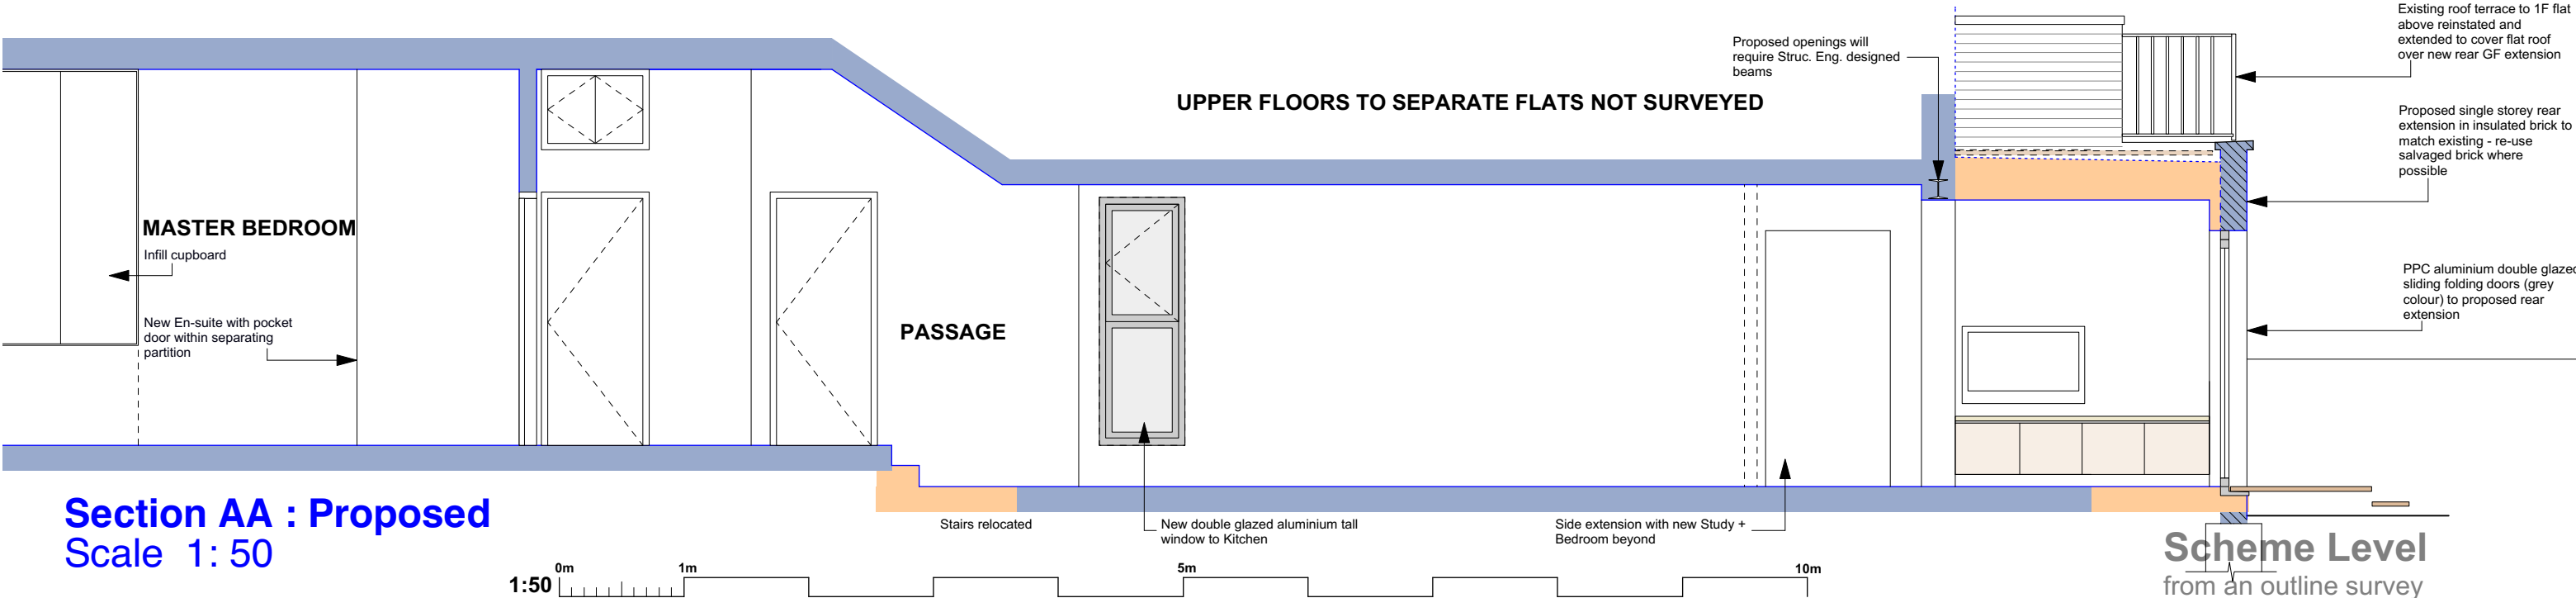 Existing roof terrace to 1F flat
above reinstated and
extended to cover flat roof
over new rear GF extension
Proposed openings will
require Struc. Eng. designed
beams
UPPER FLOORS TO SEPARATE FLATS NOT SURVEYED
Proposed single storey rear
extension in insulated brick to
match existing - re-use
salvaged brick where
possible
MASTER BEDROOM
Infill cupboard
New En-suite with pocket
door within separating
partition
PASSAGE
PPC aluminium double glazed
sliding folding doors (grey
colour) to proposed rear
extension
Section AA : Proposed
Scale 1: 50
Stairs relocated
New double glazed aluminium tall
window to Kitchen
Side extension with new Study +
Bedroom beyond
Scheme Level
from an outline survey
1:50
0m
1m
5m
10m